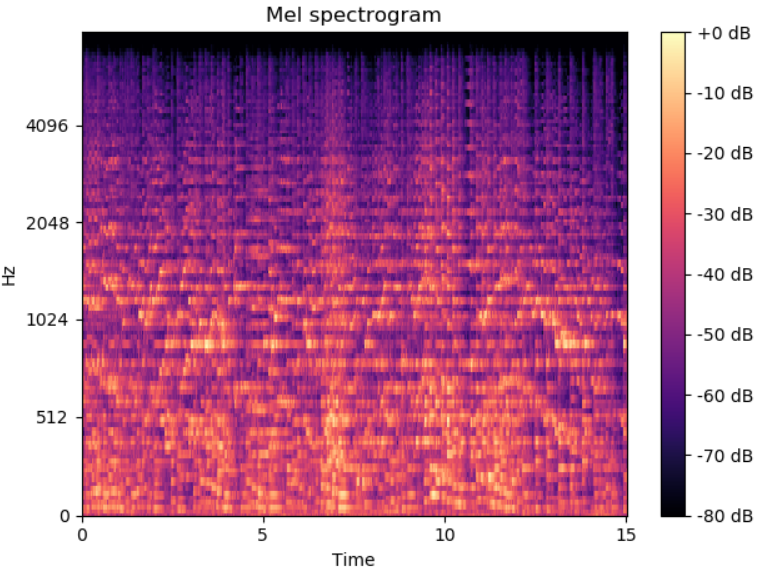 Mel spectrogram
Hz
4096
2048
1024
512
0
0 5 10 15
Time
+0 dB
-10 dB
-20 dB
-30 dB
-40 dB
-50 dB
-60 dB
-70 dB
-80 dB